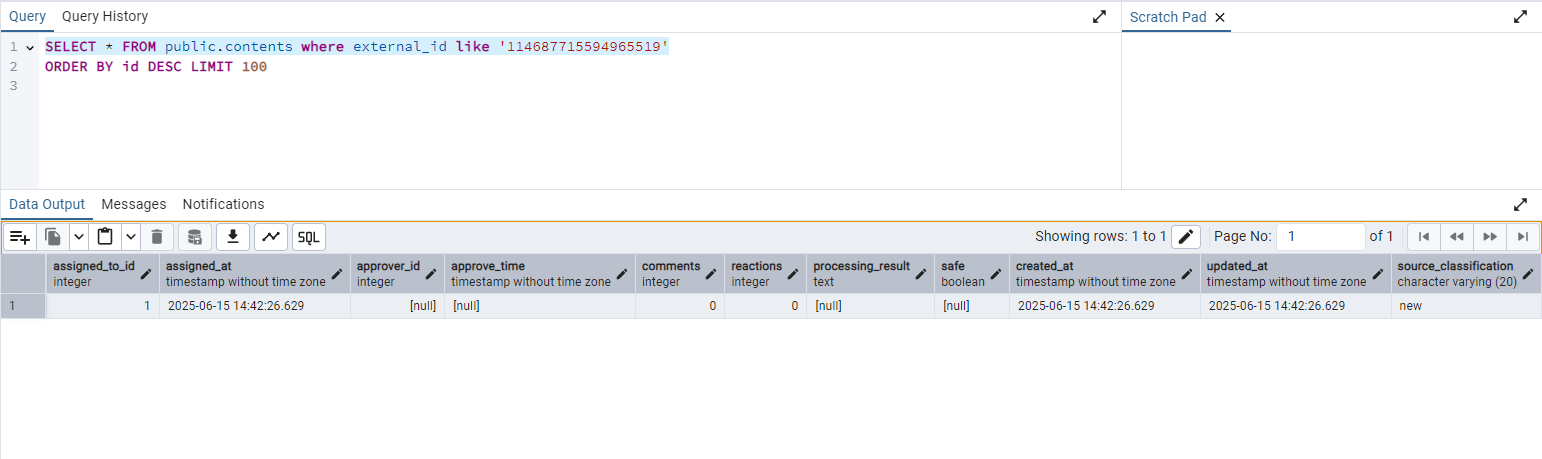 Query Query History
Scratch Pad
1 SELECT * FROM public.contents where external_id like '114687715594965519'
2 ORDER BY id DESC LIMIT 100
3
Data Output Messages Notifications
SQL Showing rows: 1 to 1 Page No: 1 of 1
assigned_to_id assigned_at approver_id approve_time comments reactions processing_result safe created_at updated_at source_classification
integer timestamp without time zone integer timestamp without time zone integer integer text boolean timestamp without time zone timestamp without time zone character varying (20)
1 1 2025-06-15 14:42:26.629 [null] [null] 0 0 [null] [null] 2025-06-15 14:42:26.629 2025-06-15 14:42:26.629 new